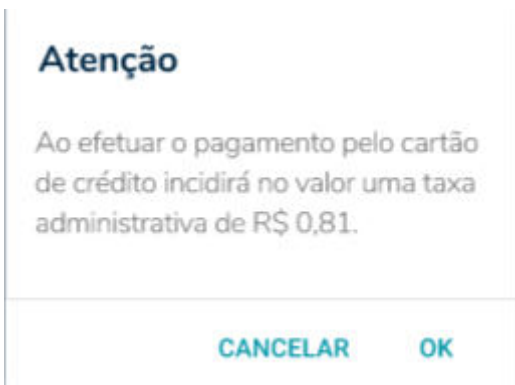 Atenção
Ao efetuar o pagamento pelo cartão
de crédito incidirá no valor uma taxa
administrativa de R$ 0,81.
CANCELAR OK